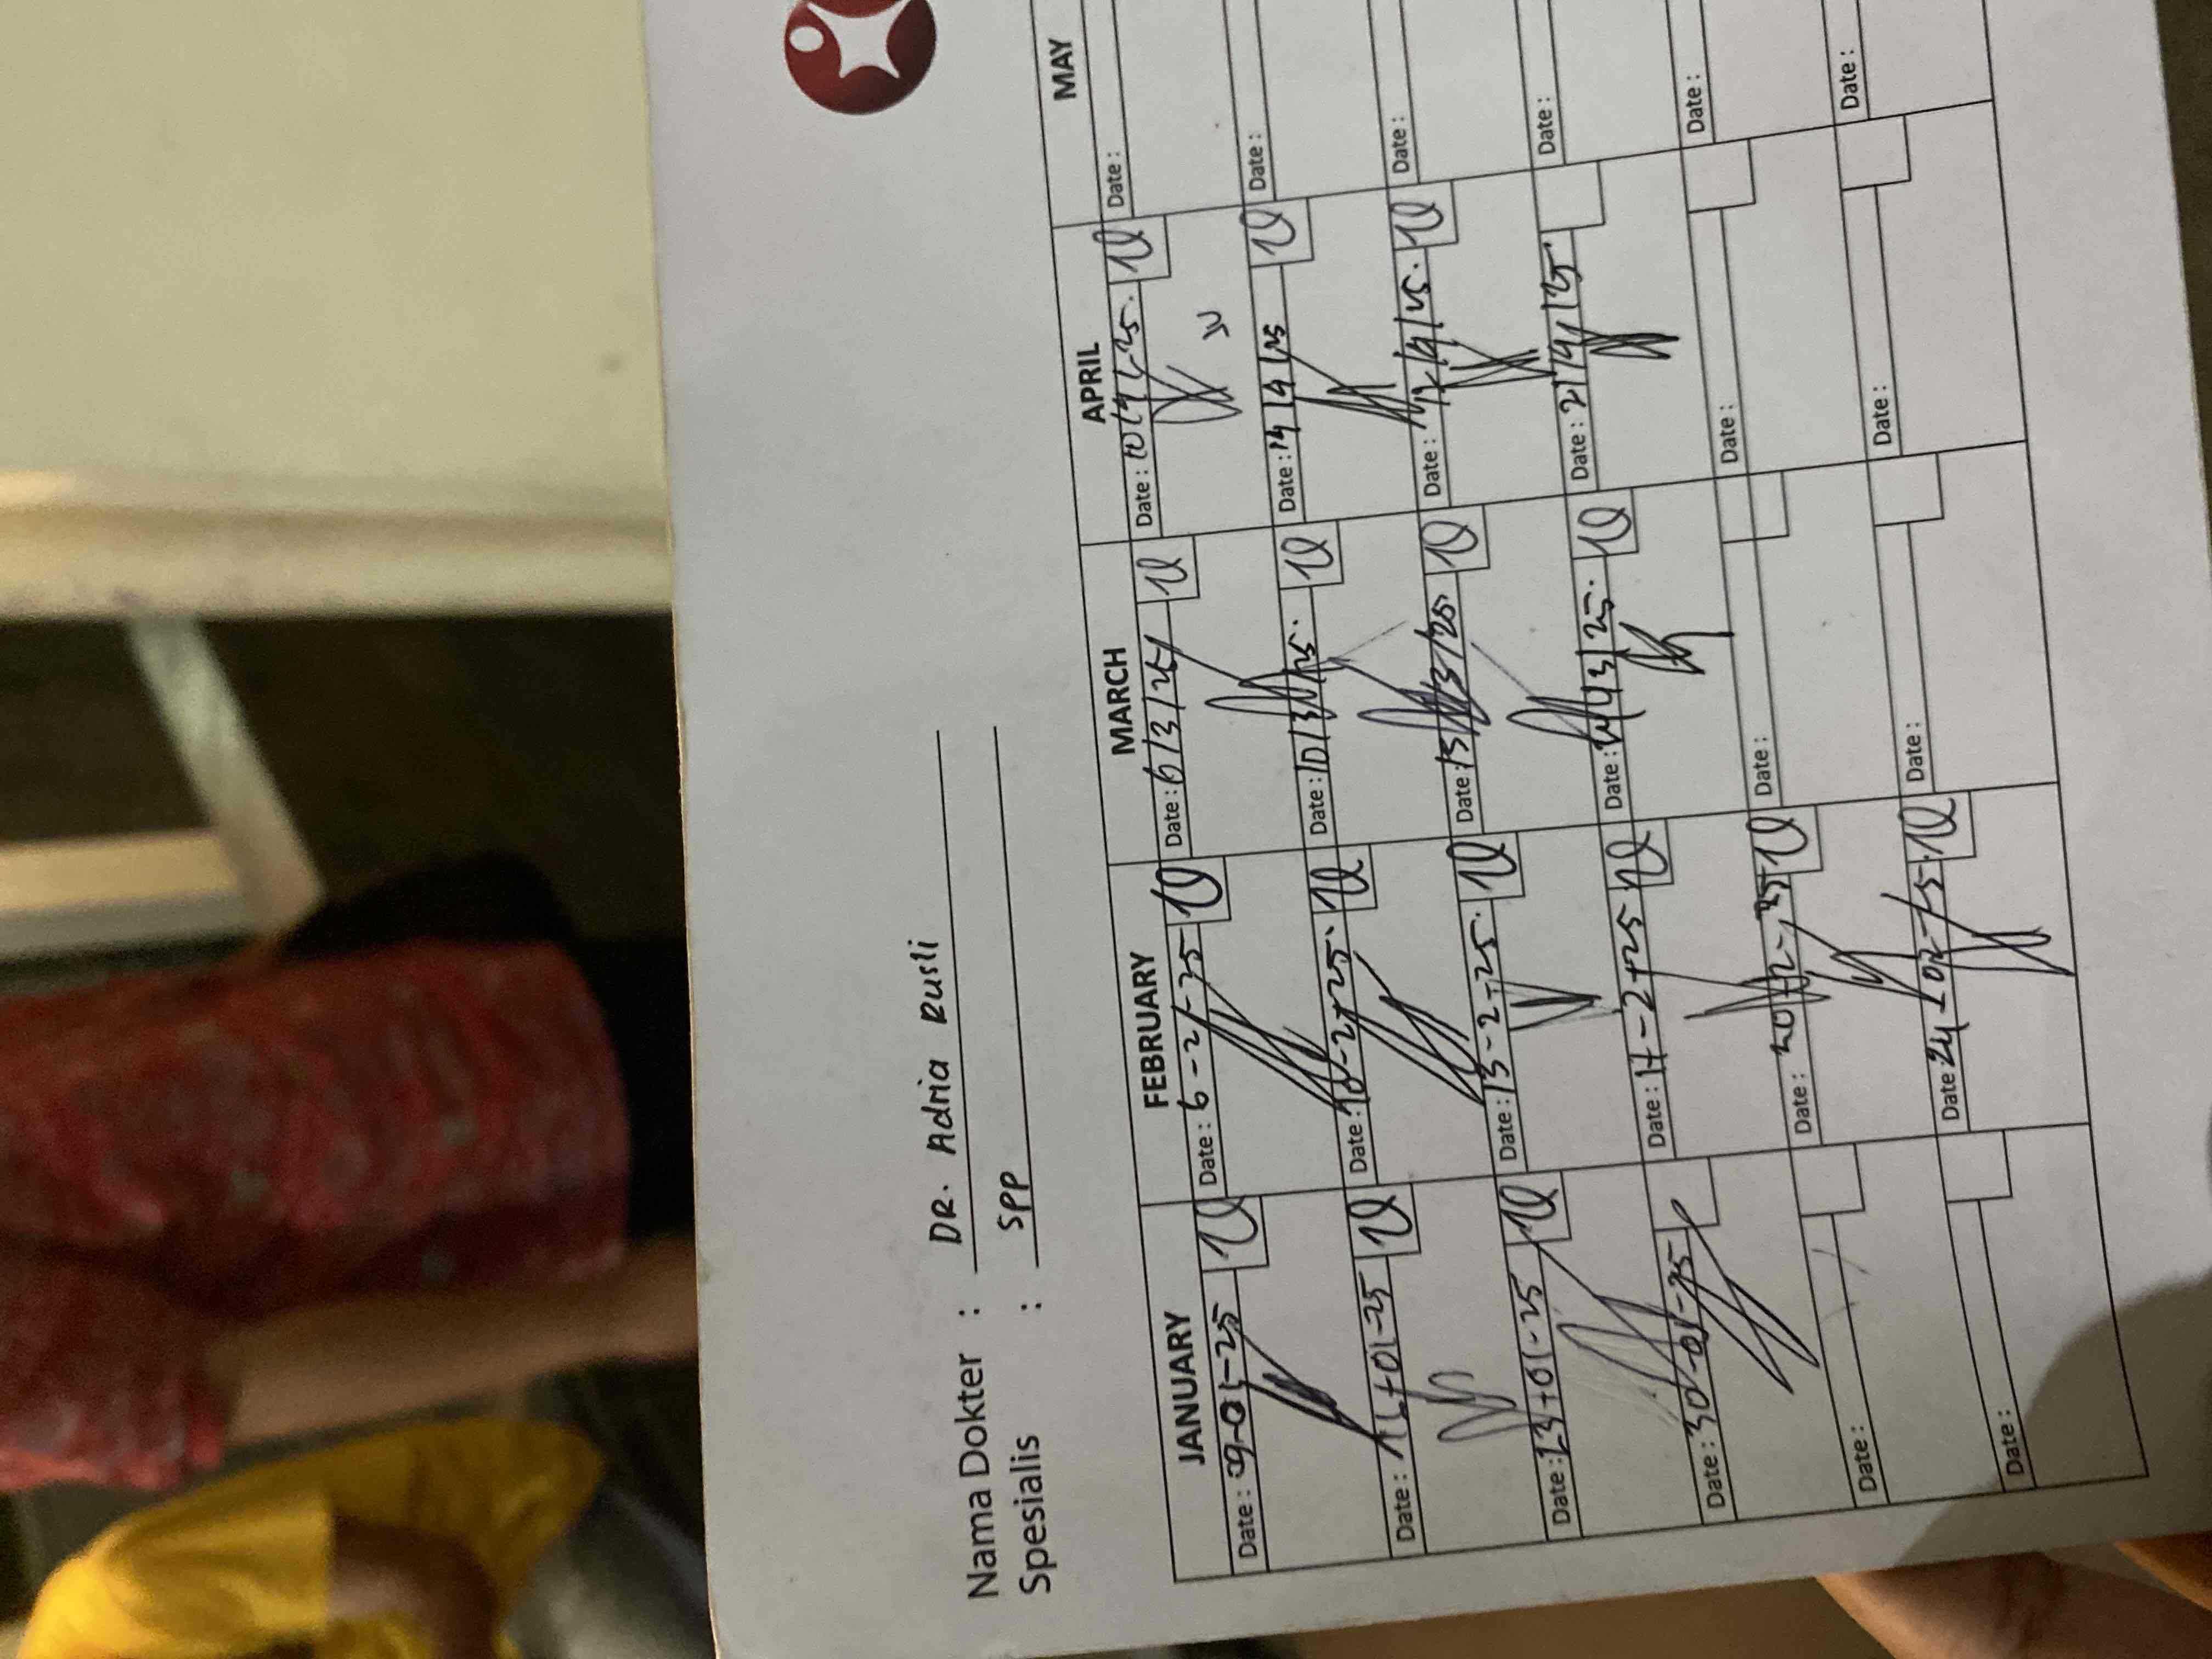 Nama Dokter : DR. Adria Rusli
Spesialis : SPP
JANUARY FEBRUARY MARCH APRIL MAY
Date : 09-01-25 Date : 6-2-25 Date : 6/3/25 Date : 10/4/25. Date :
Date : 16-01-25 Date : 10-2-25. Date : 10/3/25. Date : 14/4/25 Date :
Date : 23-01-25 Date : 13-2-25. Date : 13/3/25 Date : 17/4/25. Date :
Date : 30-01-25 Date : 17-2-25 Date : 24/3/25. Date : 21/4/25 Date :
Date : Date : 20-2-25 Date : Date : Date :
Date : Date : 24-02-25. Date : Date : Date :